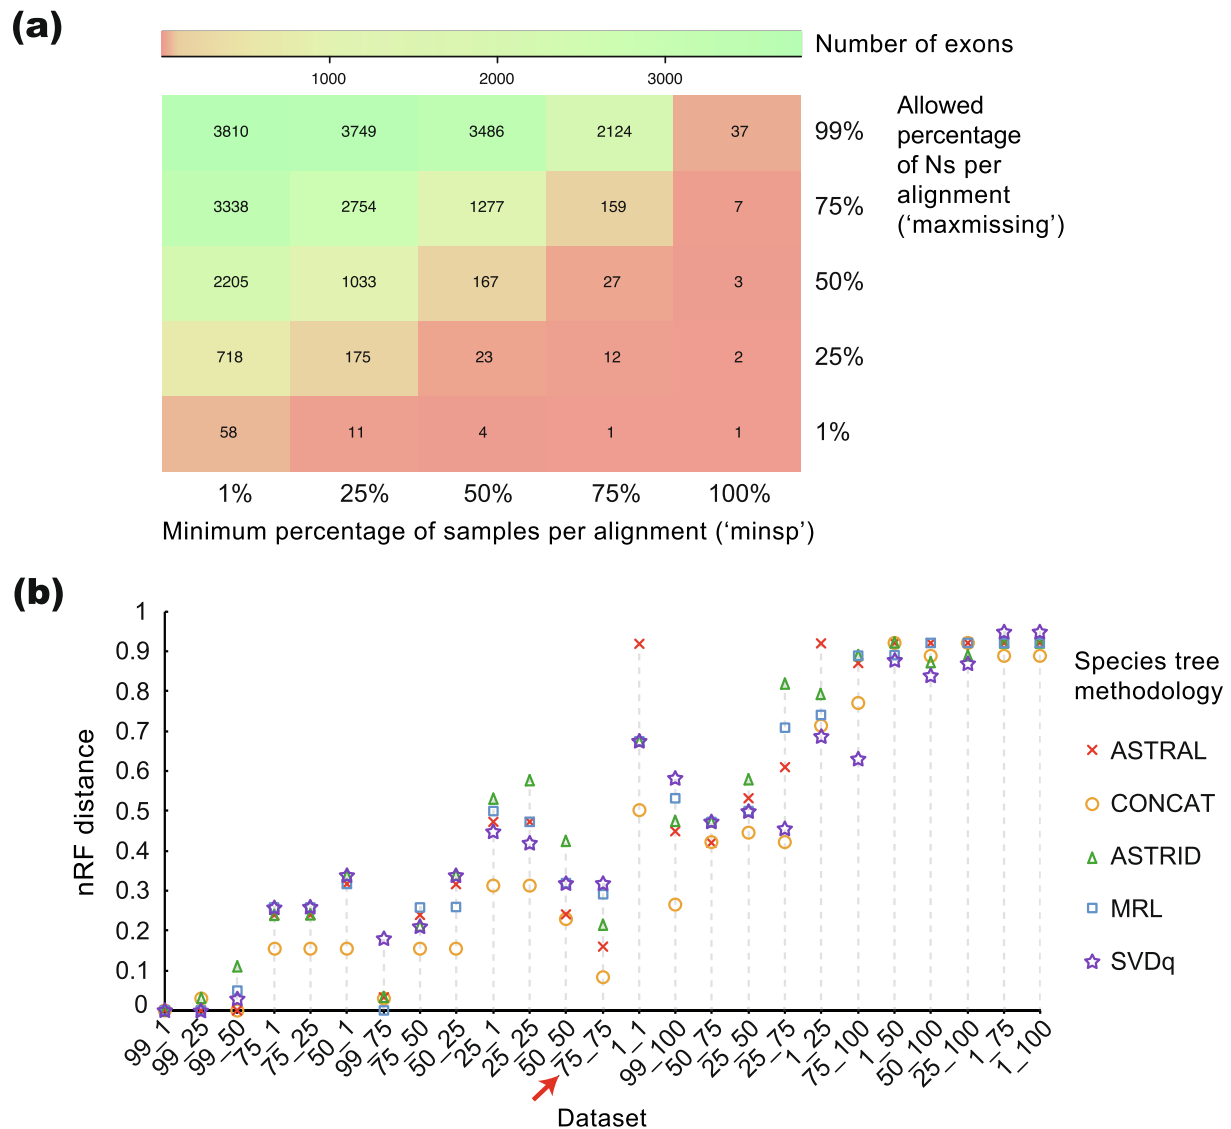 (a)
Number of exons
1000 2000 3000
3810 3749 3486 2124 37 99%
3338 2754 1277 159 7 75%
2205 1033 167 27 3 50%
718 175 23 12 2 25%
58 11 4 1 1 1%
Allowed
percentage
of Ns per
alignment
(‘maxmissing’)
1% 25% 50% 75% 100%
Minimum percentage of samples per alignment (‘minsp’)
(b)
nRF distance
1
0.9
0.8
0.7
0.6
0.5
0.4
0.3
0.2
0.1
0
99_1 99_25 99_50 75_1 75_25 50_1 99_75 75_50 50_25 25_1 25_25 50_50 75_75 1_1 99_100 50_75 25_50 25_75 1_25 75_100 1_50 50_100 25_100 1_75 1_100
Dataset
Species tree
methodology
ASTRAL
CONCAT
ASTRID
MRL
SVDq